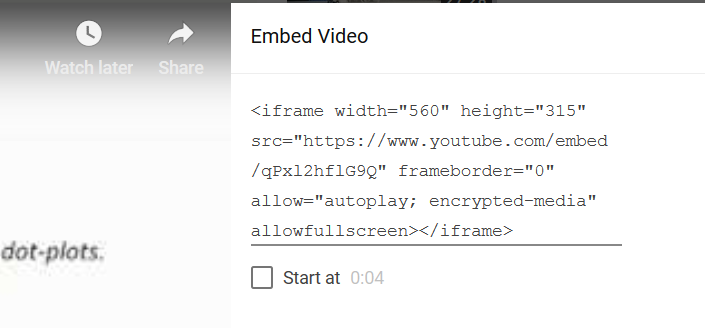 Embed Video
Watch later Share
<iframe width="560" height="315"
src="https://www.youtube.com/embed
/qPxl2hflG9Q" frameborder="0"
allow="autoplay; encrypted-media"
allowfullscreen></iframe>
dot-plots.
Start at 0:04